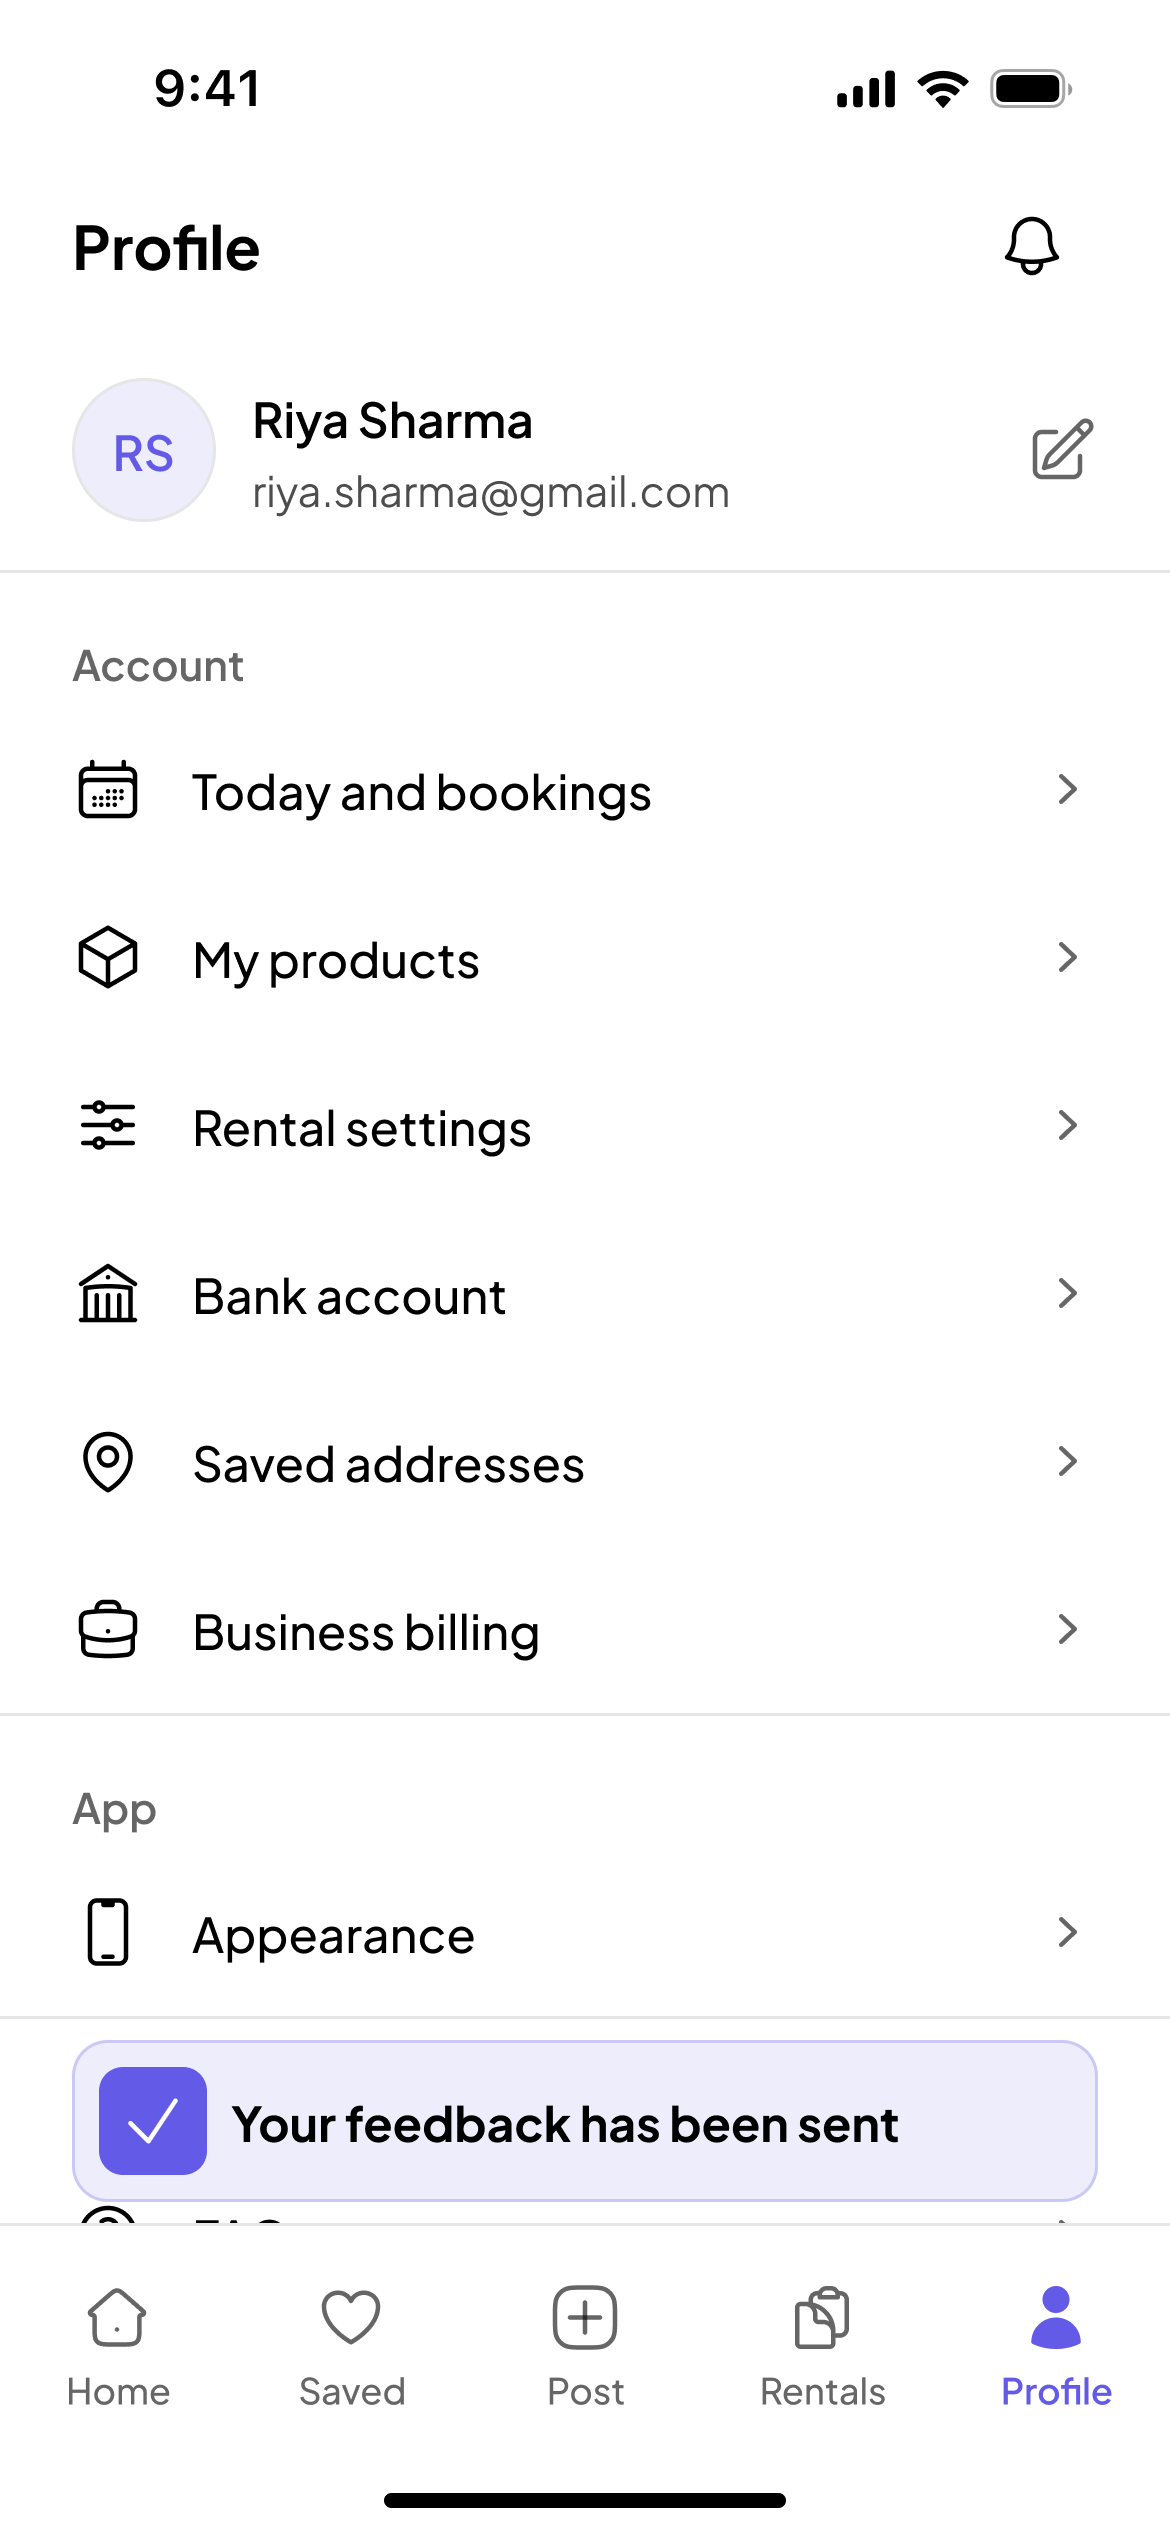 9:41
Profile
RS
Riya Sharma
riya.sharma@gmail.com
Account
Today and bookings
My products
Rental settings
Bank account
Saved addresses
Business billing
App
Appearance
Your feedback has been sent
Home
Saved
Post
Rentals
Profile